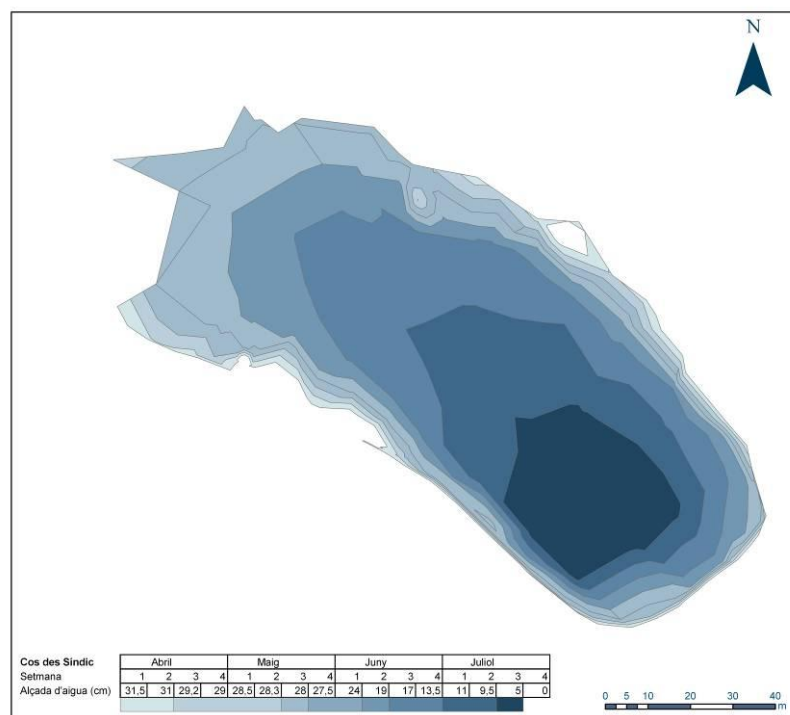 N
Cos des Sindic Abril Maig Juny Juliol
Setmana 1 2 3 4 1 2 3 4 1 2 3 4 1 2 3 4
Alçada d'aigua (cm) 31,5 31 29,2 29 28,5 28,3 28 27,5 24 19 17 13,5 11 9,5 5 0
0 5 10 20 30 40
m